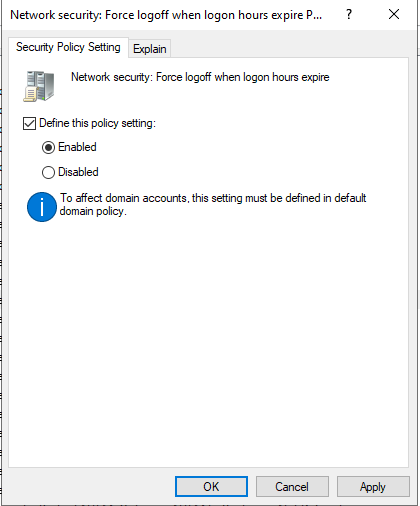 Network security: Force logoff when logon hours expire P...
?
Security Policy Setting
Explain
Network security: Force logoff when logon hours expire
Define this policy setting:
Enabled
Disabled
To affect domain accounts, this setting must be defined in default
domain policy.
OK
Cancel
Apply